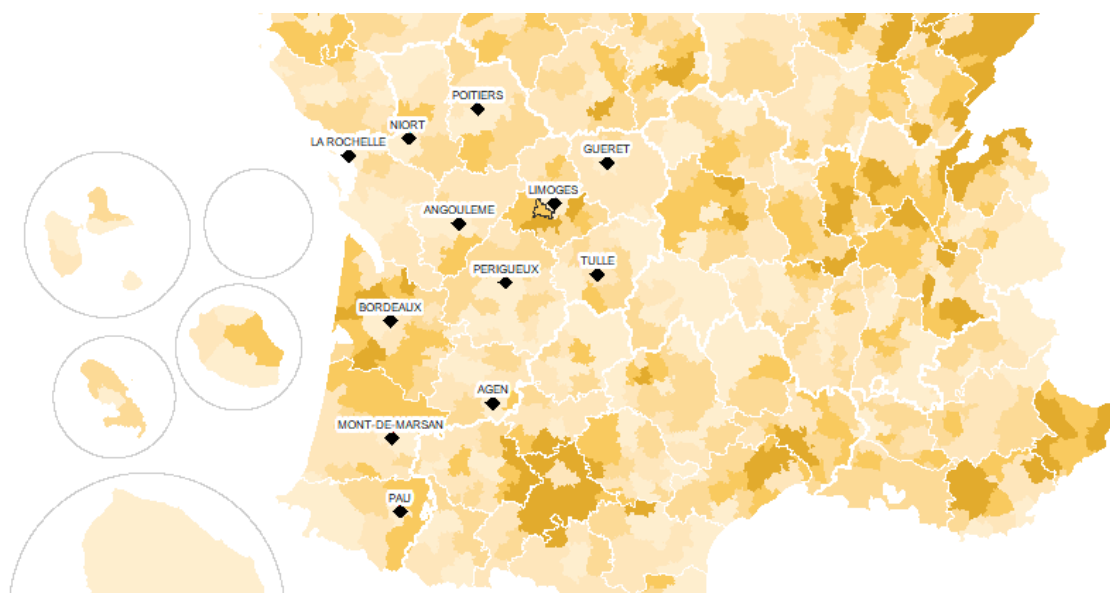 POITIERS
NIORT
LA ROCHELLE
GUERET
LIMOGES
ANGOULEME
PERIGUEUX
TULLE
BORDEAUX
AGEN
MONT-DE-MARSAN
PAU